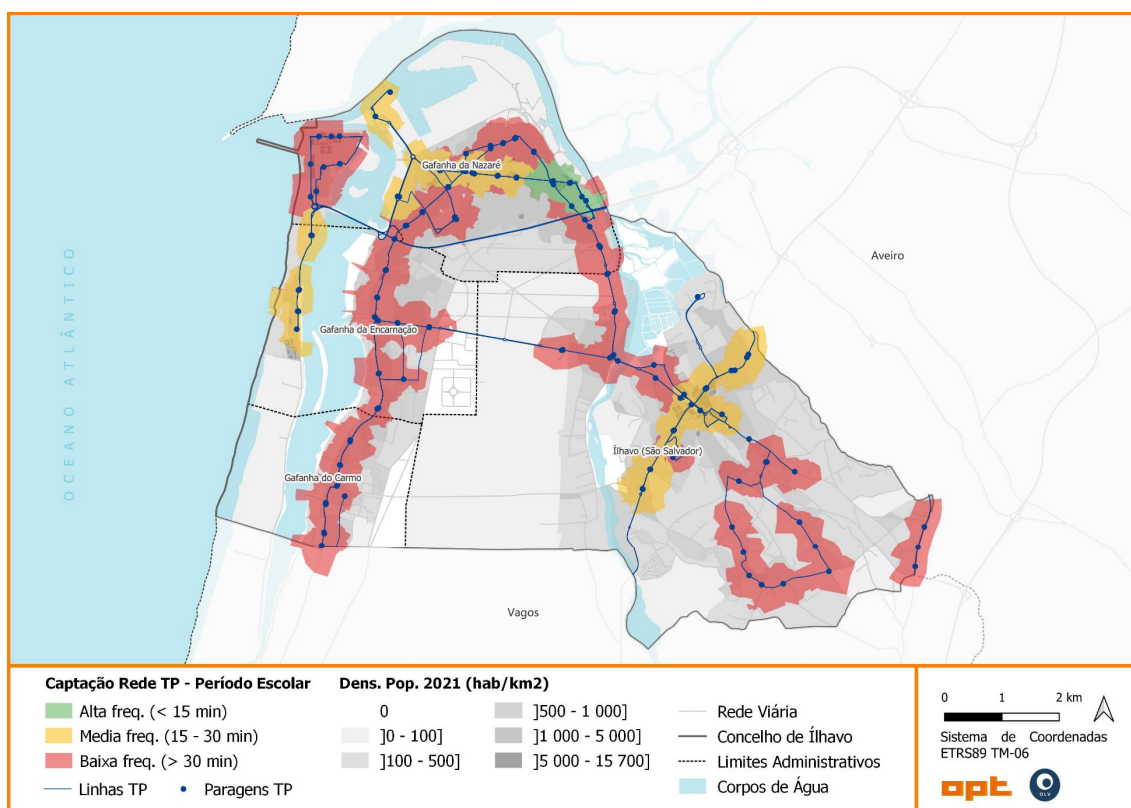 Gafanha da Nazaré
Aveiro
OCEANO ATLÂNTICO
Gafanha da Encarnação
Ílhavo (São Salvador)
Gafanha do Carmo
Vagos
Captação Rede TP - Período Escolar
Alta freq. (< 15 min)
Media freq. (15 - 30 min)
Baixa freq. (> 30 min)
Linhas TP
Paragens TP
Dens. Pop. 2021 (hab/km2)
0
]0 - 100]
]100 - 500]
]500 - 1 000]
]1 000 - 5 000]
]5 000 - 15 700]
Rede Viária
Concelho de Ílhavo
Limites Administrativos
Corpos de Água
0 1 2 km
Sistema de Coordenadas
ETRS89 TM-06
opt
DLV